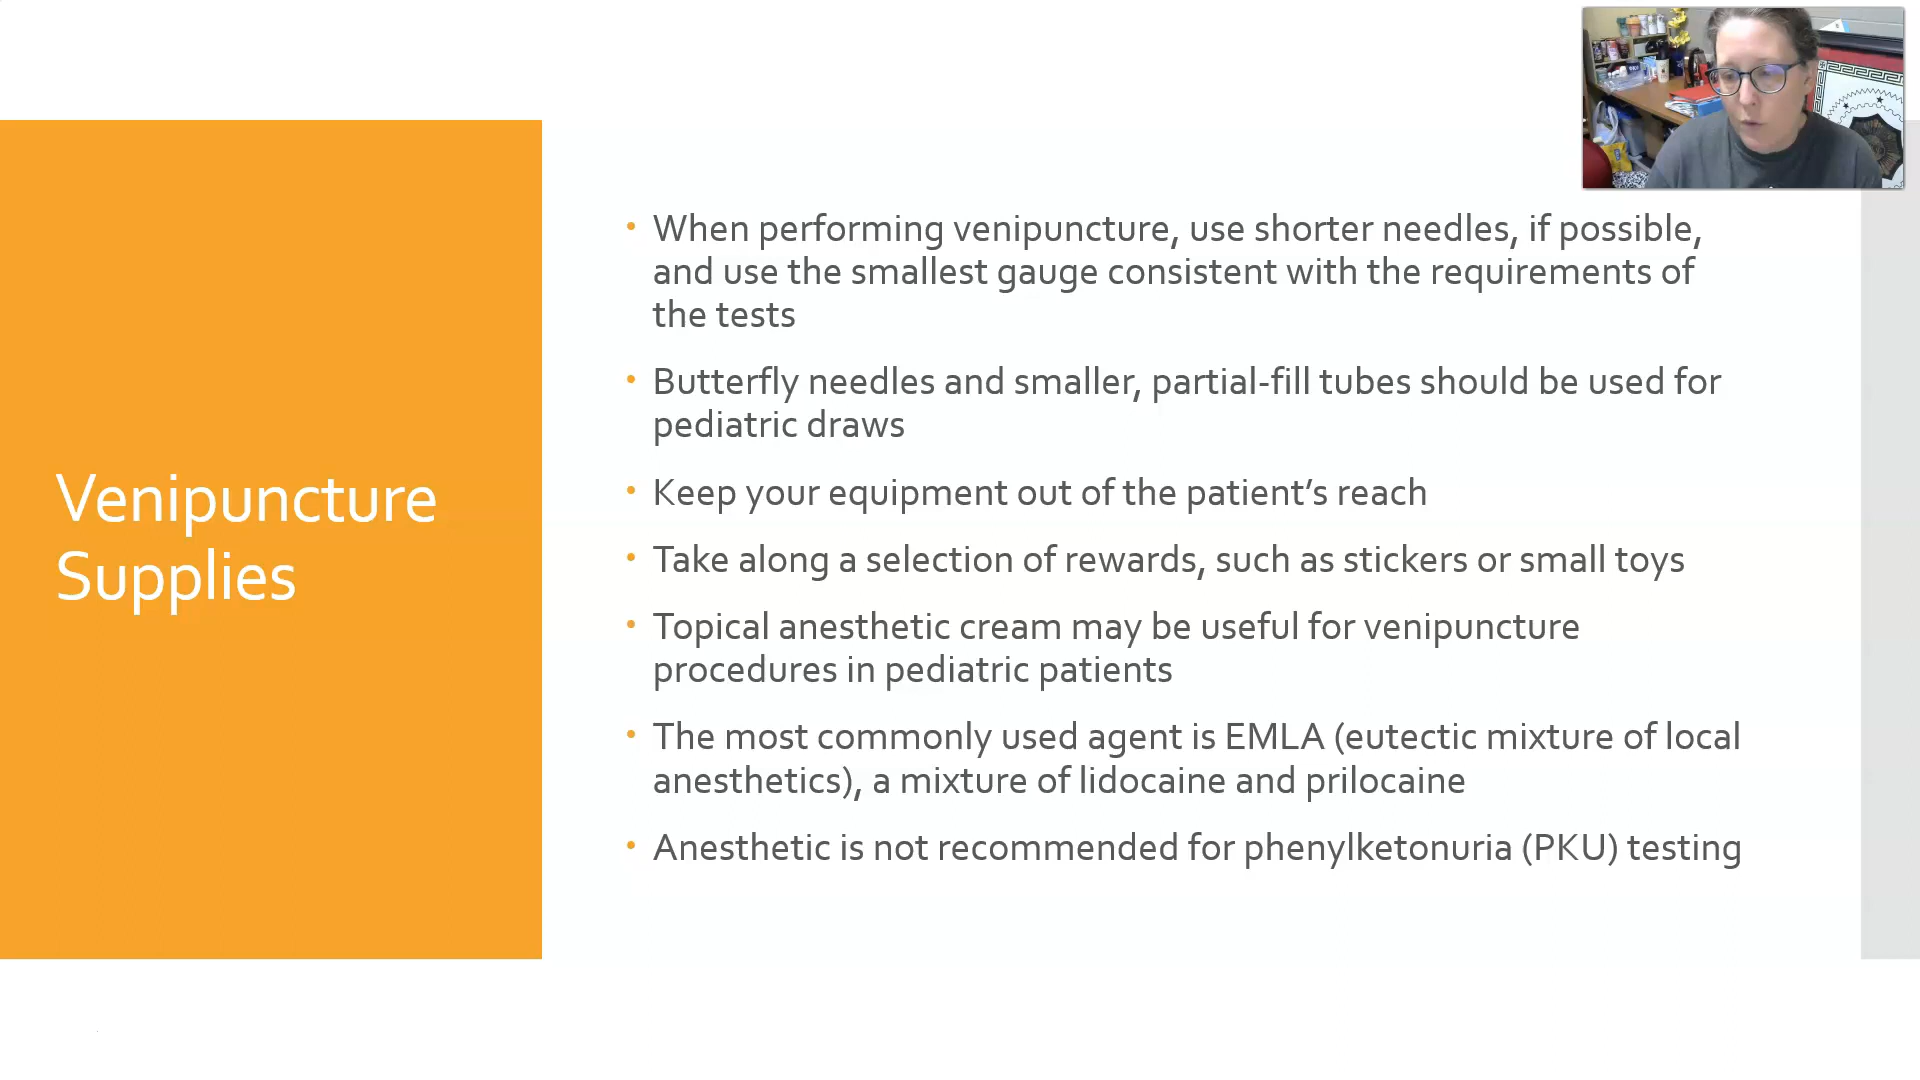 Venipuncture
Supplies
• When performing venipuncture, use shorter needles, if possible,
and use the smallest gauge consistent with the requirements of
the tests
• Butterfly needles and smaller, partial-fill tubes should be used for
pediatric draws
• Keep your equipment out of the patient’s reach
• Take along a selection of rewards, such as stickers or small toys
• Topical anesthetic cream may be useful for venipuncture
procedures in pediatric patients
• The most commonly used agent is EMLA (eutectic mixture of local
anesthetics), a mixture of lidocaine and prilocaine
• Anesthetic is not recommended for phenylketonuria (PKU) testing